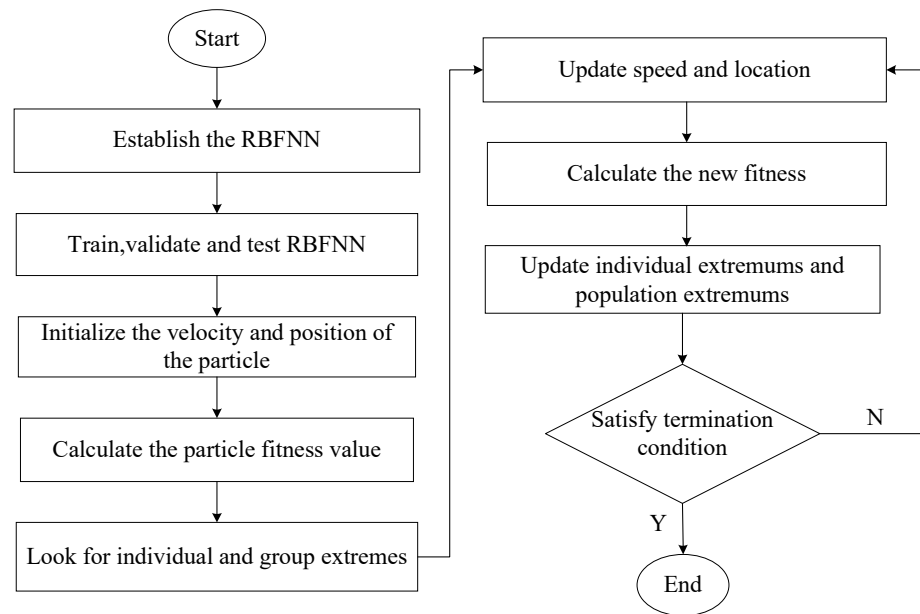 Start
Establish the RBFNN
Train,validate and test RBFNN
Initialize the velocity and position of
the particle
Calculate the particle fitness value
Look for individual and group extremes
Update speed and location
Calculate the new fitness
Update individual extremums and
population extremums
Satisfy termination
condition
N
Y
End